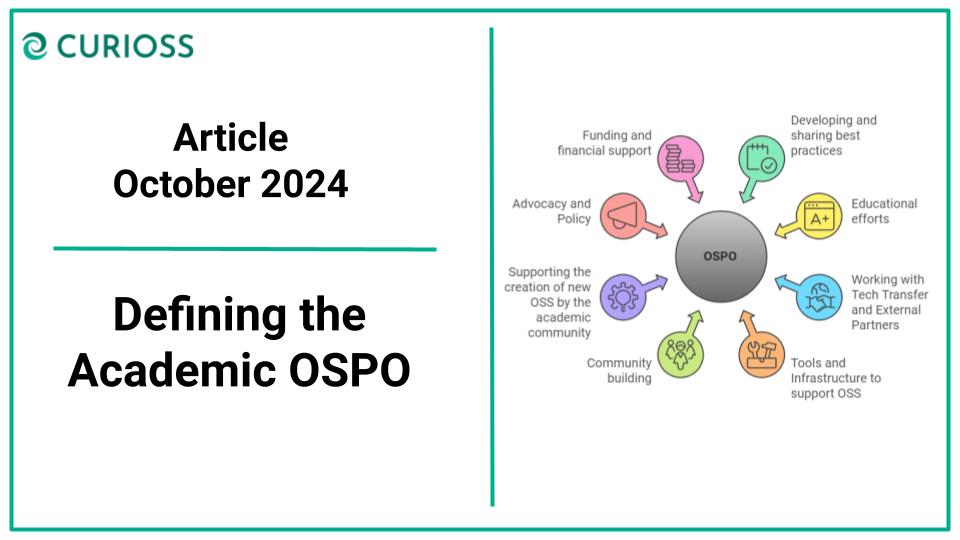 CURIOSS
Article
October 2024
Defining the
Academic OSPO
Funding and
financial support
Developing and
sharing best
practices
Advocacy and
Policy
A+
Educational
efforts
OSPO
Supporting the
creation of new
OSS by the
academic
community
Working with
Tech Transfer
and External
Partners
Community
building
Tools and
Infrastructure to
support OSS